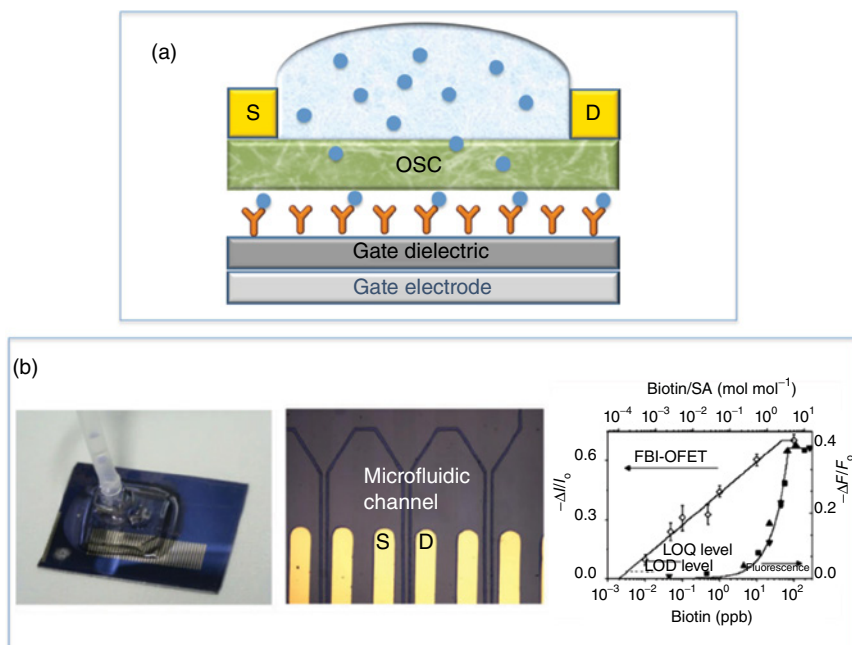 (a)
S
D
OSC
Gate dielectric
Gate electrode
(b)
Microfluidic
channel
S D
Biotin/SA (mol mol⁻¹)
10⁻⁴ 10⁻³ 10⁻² 10⁻¹ 10⁰ 10¹
0.6
0.3
0.0
−ΔI/I₀
FBI-OFET
LOQ level
LOD level
Fluorescence
0.4
0.2
0.0
−ΔF/F₀
10⁻³ 10⁻² 10⁻¹ 10⁰ 10¹ 10²
Biotin (ppb)